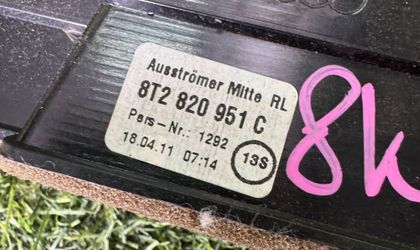 Ausströmer Mitte RL
8T2 820 951 C
Pers-Nr.: 1292
18.04.11 07:14
13S
8k